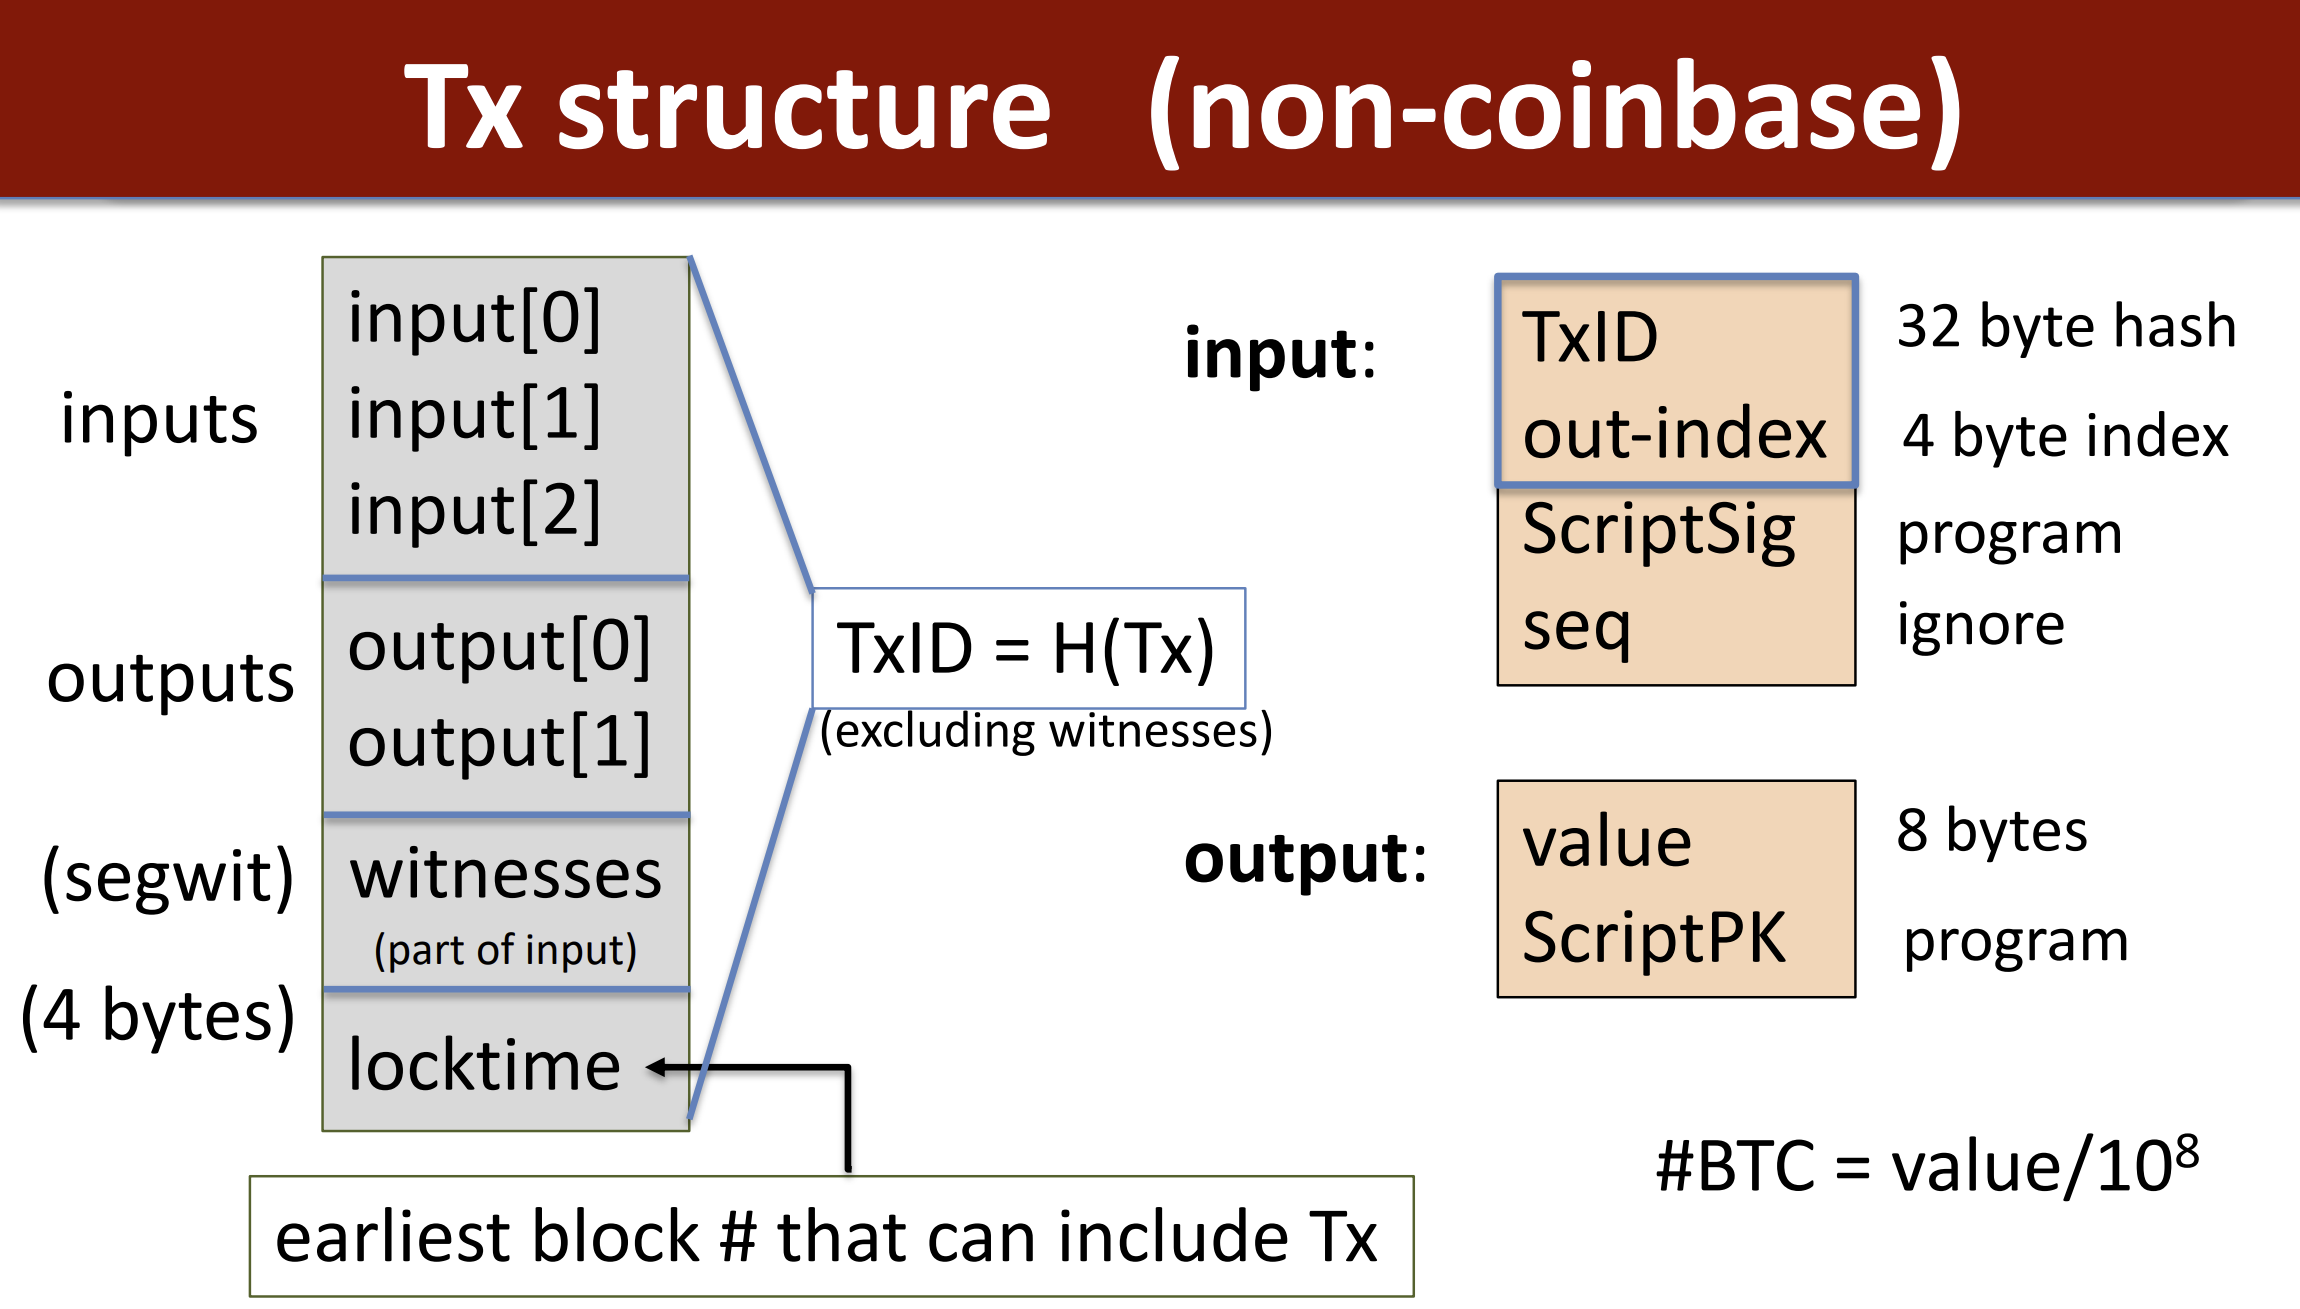 Tx structure (non-coinbase)
inputs
input[0]
input[1]
input[2]
outputs
output[0]
output[1]
(segwit)
witnesses
(part of input)
(4 bytes)
locktime
TxID = H(Tx)
(excluding witnesses)
earliest block # that can include Tx
input:
TxID 32 byte hash
out-index 4 byte index
ScriptSig program
seq ignore
output:
value 8 bytes
ScriptPK program
#BTC = value/10⁸